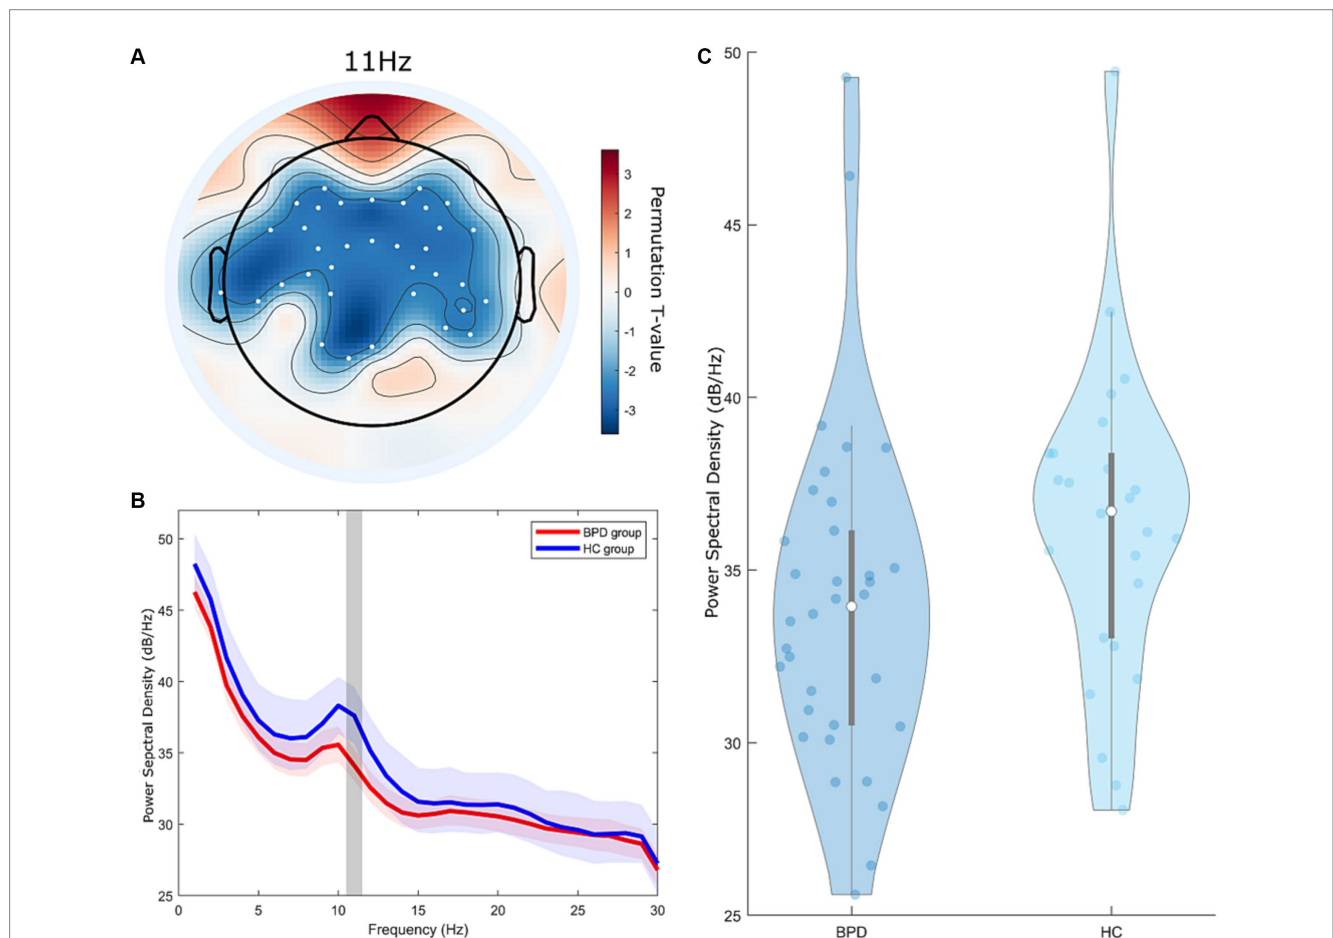 A
11Hz
3
2
1
0
-1
-2
-3
Permutation T-value
B
50
45
40
35
30
25
Power Sepctral Density (dB/Hz)
BPD group
HC group
0 5 10 15 20 25 30
Frequency (Hz)
C
50
45
40
35
30
25
Power Spectral Density (dB/Hz)
BPD HC